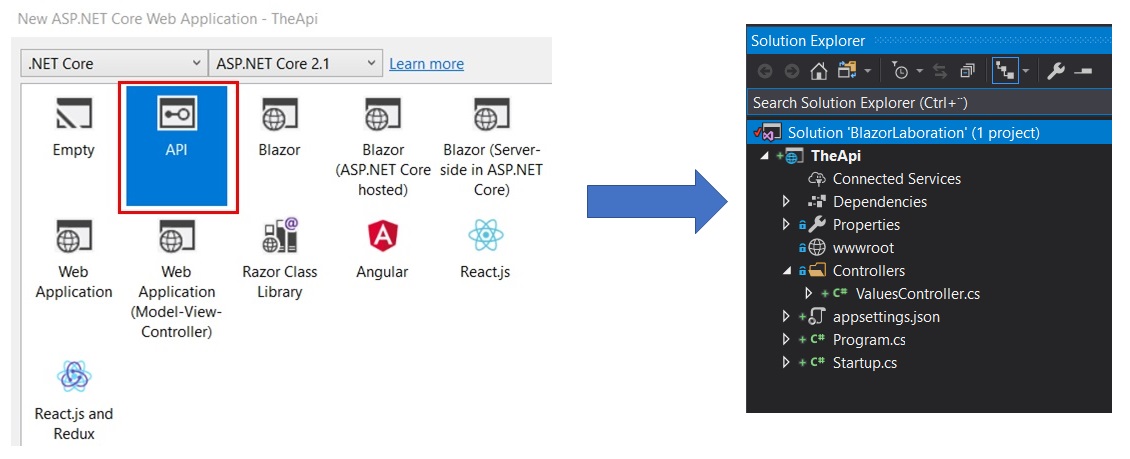 New ASP.NET Core Web Application - TheApi
.NET Core
ASP.NET Core 2.1
Learn more
Empty
API
Blazor
Blazor
(ASP.NET Core
hosted)
Blazor (Server-
side in ASP.NET
Core)
Web
Application
Web
Application
(Model-View-
Controller)
Razor Class
Library
Angular
React.js
React.js and
Redux
Solution Explorer
Search Solution Explorer (Ctrl+¨)
Solution 'BlazorLaboration' (1 project)
TheApi
Connected Services
Dependencies
Properties
wwwroot
Controllers
C# ValuesController.cs
appsettings.json
C# Program.cs
C# Startup.cs